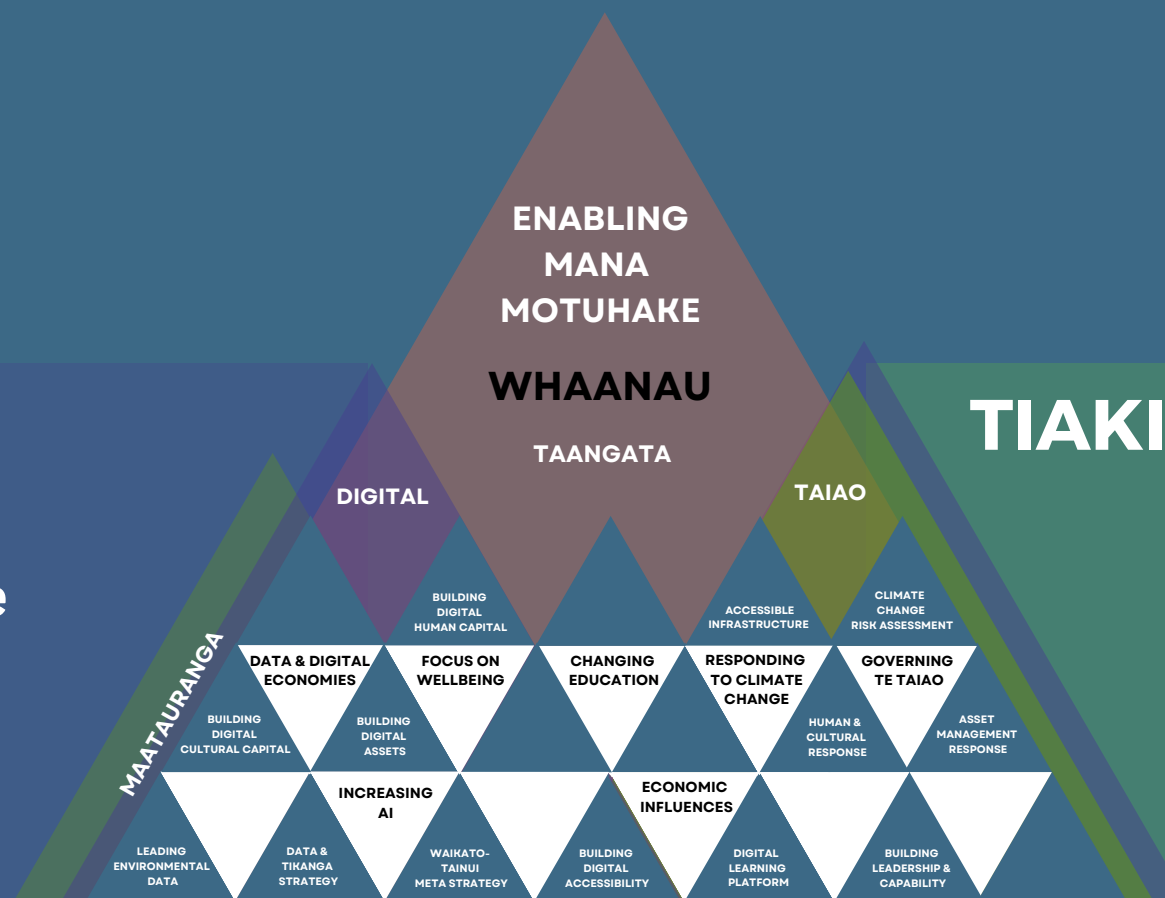 ENABLING
MANA
MOTUHAKE
WHAANAU
TAANGATA
TIAKI
DIGITAL
TAIAO
e
MAATAURANGA
BUILDING
DIGITAL
HUMAN CAPITAL
ACCESSIBLE
INFRASTRUCTURE
CLIMATE
CHANGE
RISK ASSESSMENT
DATA & DIGITAL
ECONOMIES
FOCUS ON
WELLBEING
CHANGING
EDUCATION
RESPONDING
TO CLIMATE
CHANGE
GOVERNING
TE TAIAO
BUILDING
DIGITAL
CULTURAL CAPITAL
BUILDING
DIGITAL
ASSETS
HUMAN &
CULTURAL
RESPONSE
ASSET
MANAGEMENT
RESPONSE
INCREASING
AI
ECONOMIC
INFLUENCES
LEADING
ENVIRONMENTAL
DATA
DATA &
TIKANGA
STRATEGY
WAIKATO-
TAINUI
META STRATEGY
BUILDING
DIGITAL
ACCESSIBILITY
DIGITAL
LEARNING
PLATFORM
BUILDING
LEADERSHIP &
CAPABILITY